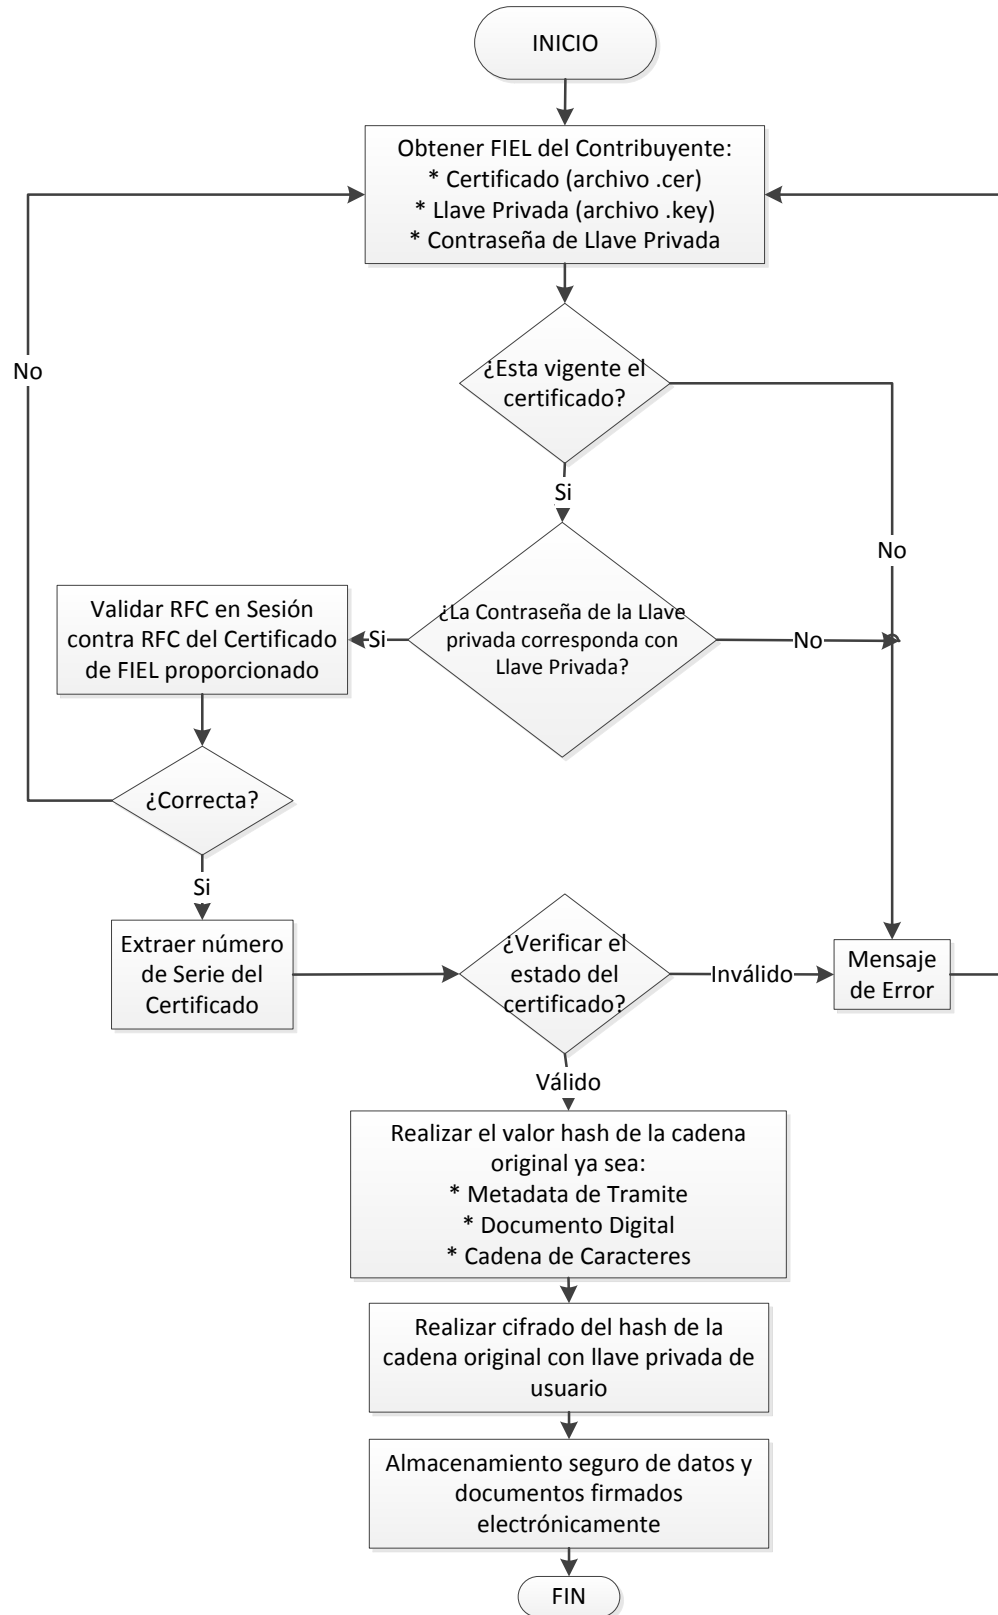 INICIO
Obtener FIEL del Contribuyente:
* Certificado (archivo .cer)
* Llave Privada (archivo .key)
* Contraseña de Llave Privada
No
¿Esta vigente el
certificado?
Si
No
Validar RFC en Sesión
contra RFC del Certificado
de FIEL proporcionado
Si
¿La Contraseña de la Llave
privada corresponda con
Llave Privada?
No
¿Correcta?
Si
Extraer número
de Serie del
Certificado
¿Verificar el
estado del
certificado?
Inválido
Mensaje
de Error
Válido
Realizar el valor hash de la cadena
original ya sea:
* Metadata de Tramite
* Documento Digital
* Cadena de Caracteres
Realizar cifrado del hash de la
cadena original con llave privada de
usuario
Almacenamiento seguro de datos y
documentos firmados
electrónicamente
FIN